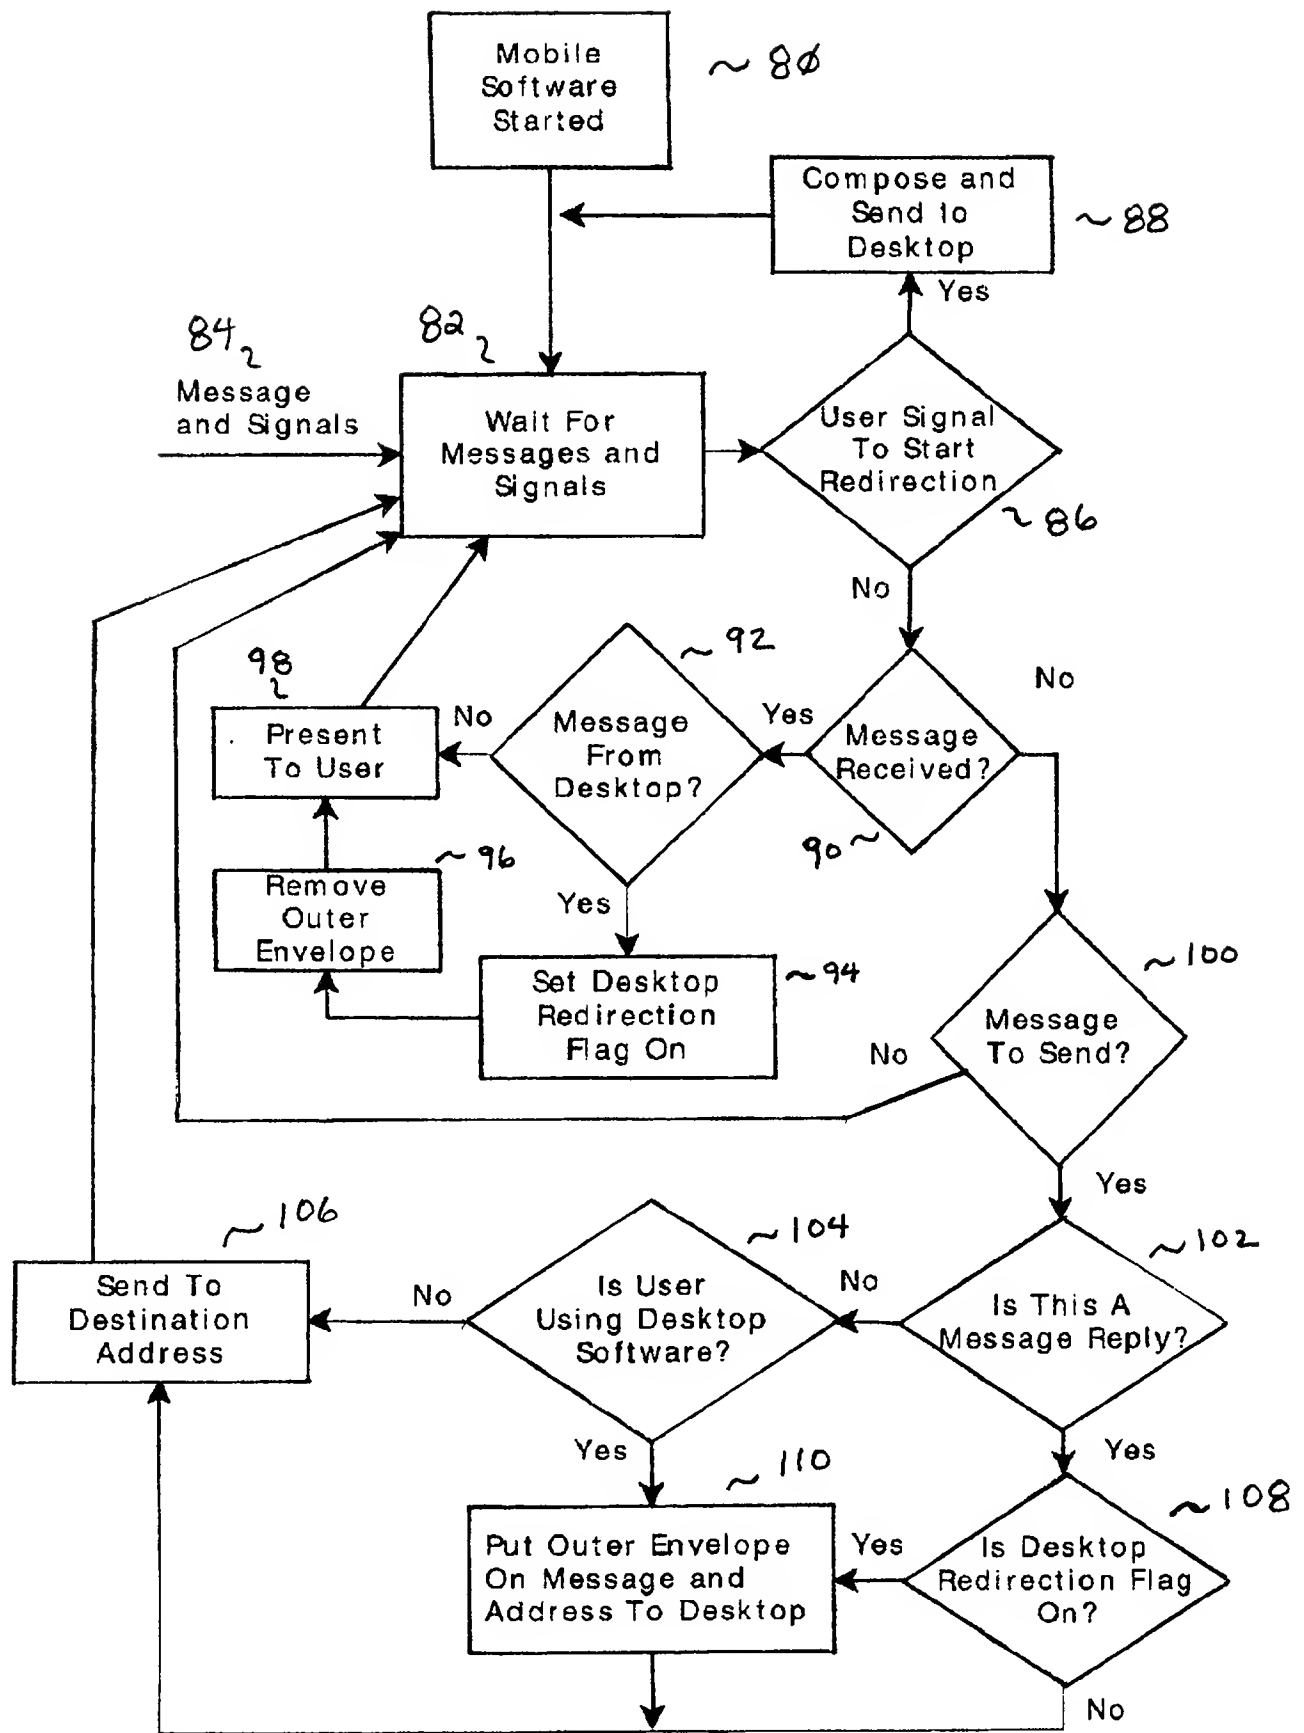 Mobile
Software
Started
~ 80
Compose and
Send to
Desktop
~ 88
Yes
84
Message
and Signals
82
Wait For
Messages and
Signals
User Signal
To Start
Redirection
~ 86
No
98
Present
To User
No
Message
From
Desktop?
~ 92
Yes
Message
Received?
90 ~
No
Remove
Outer
Envelope
~ 96
Yes
Set Desktop
Redirection
Flag On
~ 94
Message
To Send?
~ 100
No
Yes
Send To
Destination
Address
~ 106
No
Is User
Using Desktop
Software?
~ 104
No
Is This A
Message Reply?
~ 102
Yes
Yes
Put Outer Envelope
On Message and
Address To Desktop
~ 110
Yes
Is Desktop
Redirection Flag
On?
~ 108
No